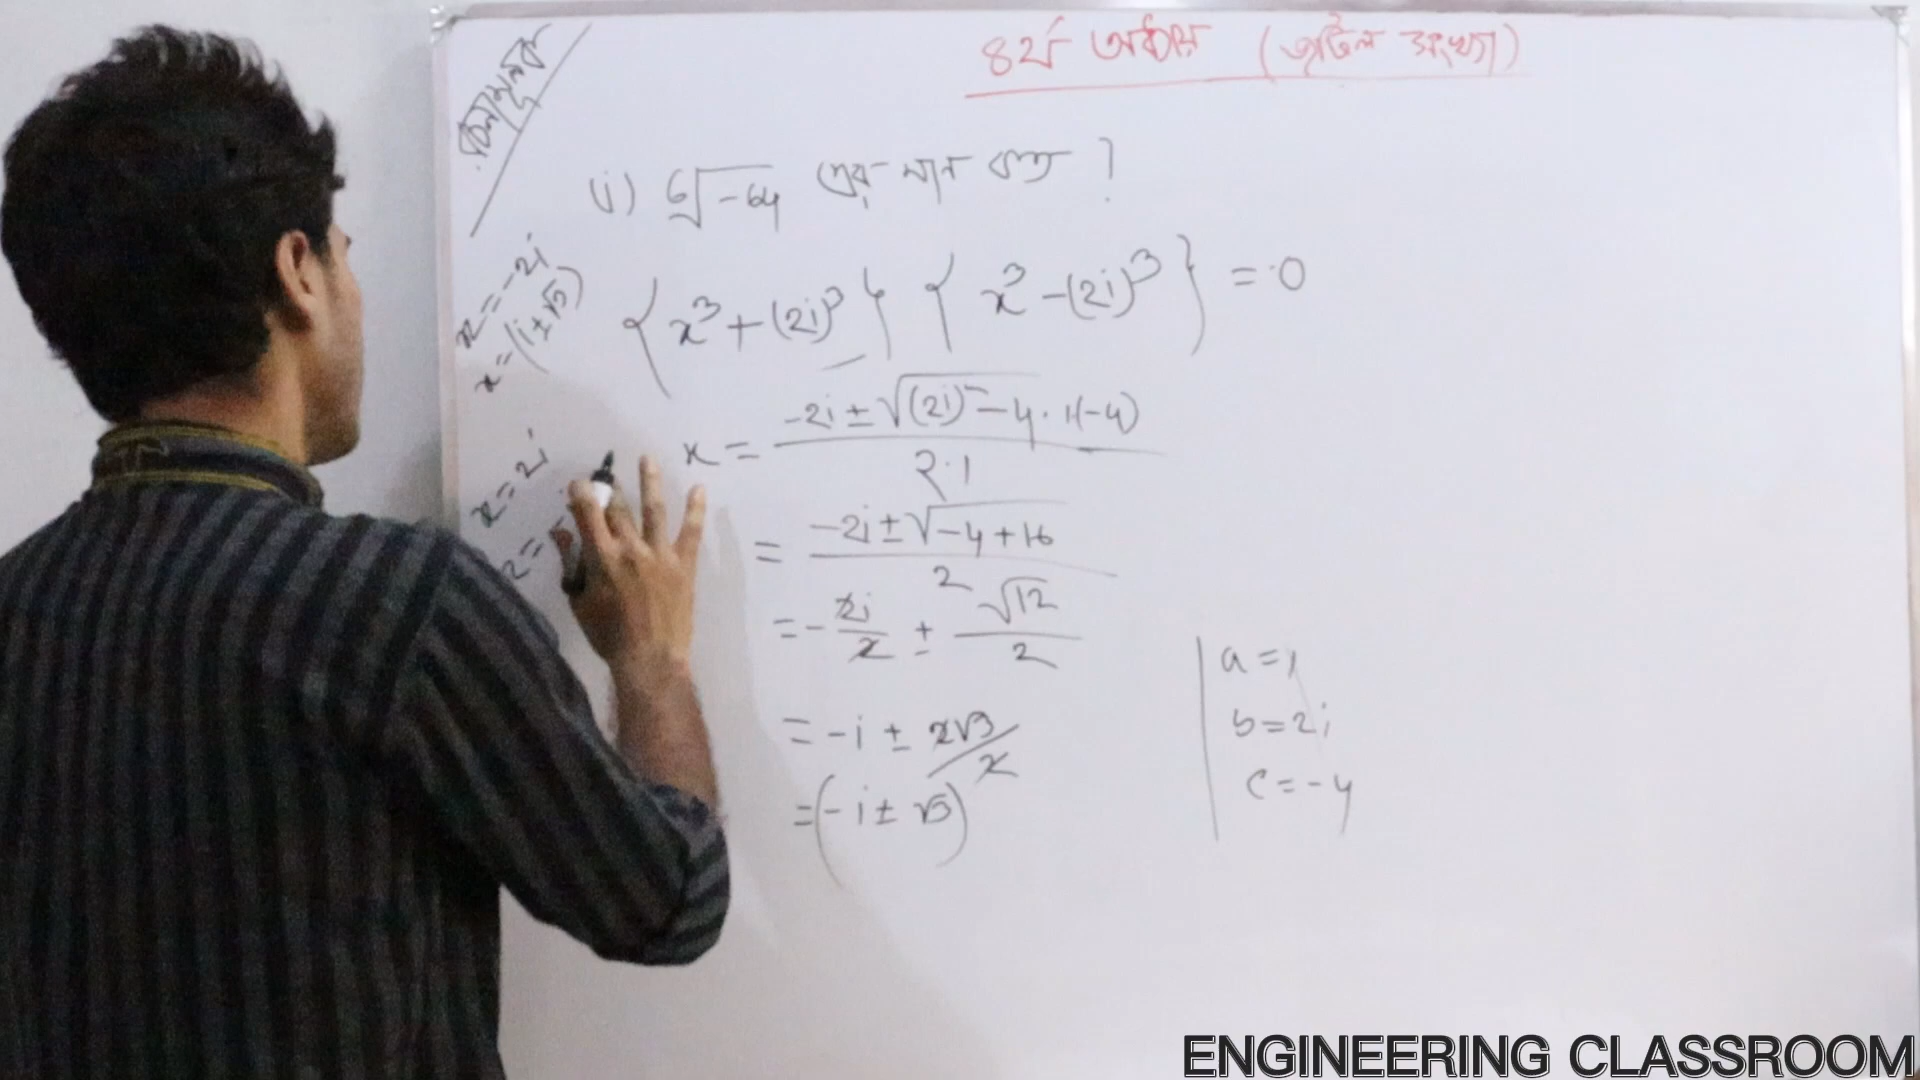 ৪র্থ অধ্যায় (জটিল সংখ্যা)
রচনামূলক
(i) ⁶√-64 এর মান কত ?
{x³ + (2i)³} {x³ - (2i)³} = 0
x = -2i
x = (i ± √3)
x = 2i
x = (-2i ± √((2i)² - 4 · 1(-4))) / 2·1
= (-2i ± √(-4 + 16)) / 2
= - 2i/2 ± √12/2
= -i ± 2√3/2
= (-i ± √3)
a = 1
b = 2i
c = -4
ENGINEERING CLASSROOM